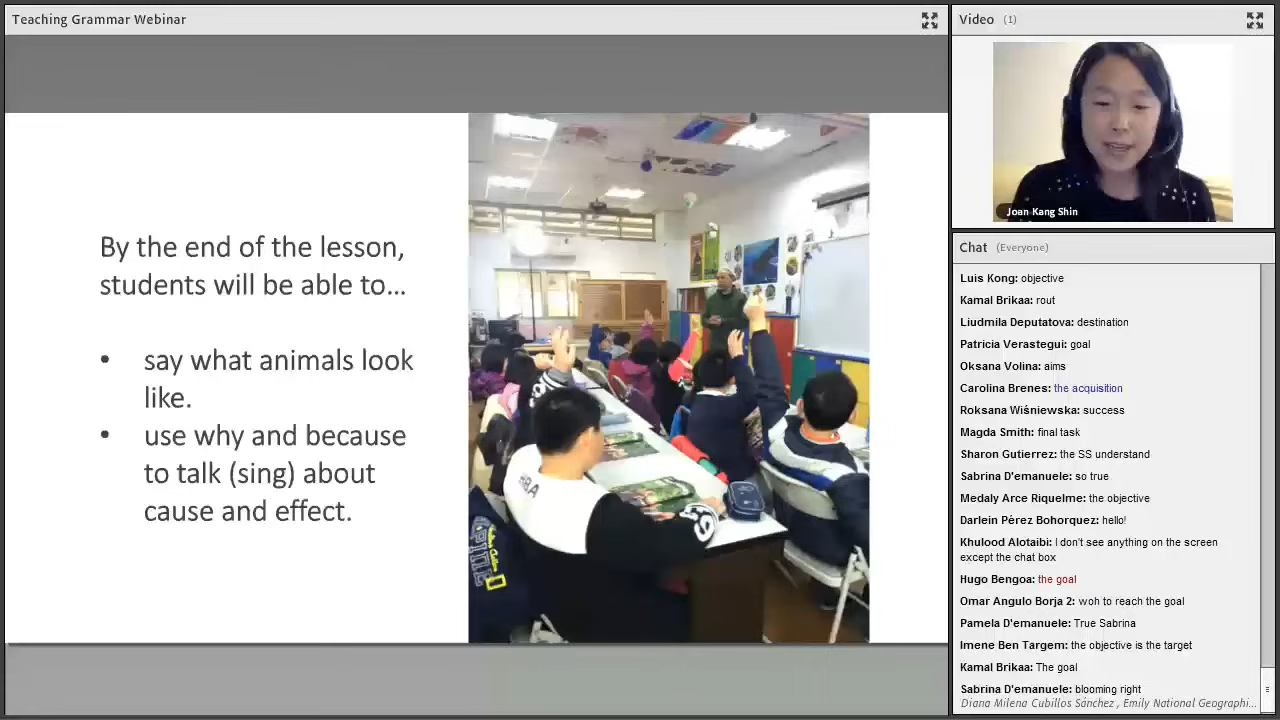 Teaching Grammar Webinar
By the end of the lesson,
students will be able to...
• say what animals look
like.
• use why and because
to talk (sing) about
cause and effect.
Video (1)
Joan Kang Shin
Chat (Everyone)
Luis Kong: objective
Kamal Brikaa: rout
Liudmila Deputatova: destination
Patricia Verastegui: goal
Oksana Volina: aims
Carolina Brenes: the acquisition
Roksana Wiśniewska: success
Magda Smith: final task
Sharon Gutierrez: the SS understand
Sabrina D'emanuele: so true
Medaly Arce Riquelme: the objective
Darlein Pérez Bohorquez: hello!
Khulood Alotaibi: I don't see anything on the screen
except the chat box
Hugo Bengoa: the goal
Omar Angulo Borja 2: woh to reach the goal
Pamela D'emanuele: True Sabrina
Imene Ben Targem: the objective is the target
Kamal Brikaa: The goal
Sabrina D'emanuele: blooming right
Diana Milena Cubillos Sánchez , Emily National Geographi...